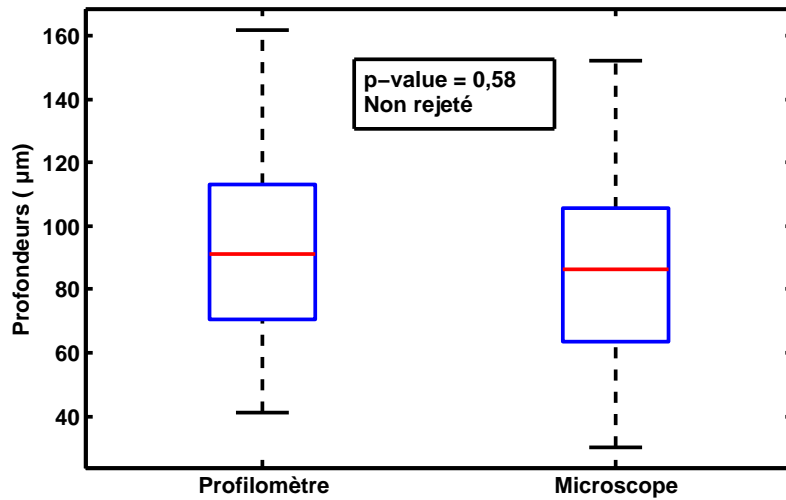 160
140
120
100
80
60
40
Profondeurs ( µm)
p-value = 0,58
Non rejeté
Profilomètre
Microscope